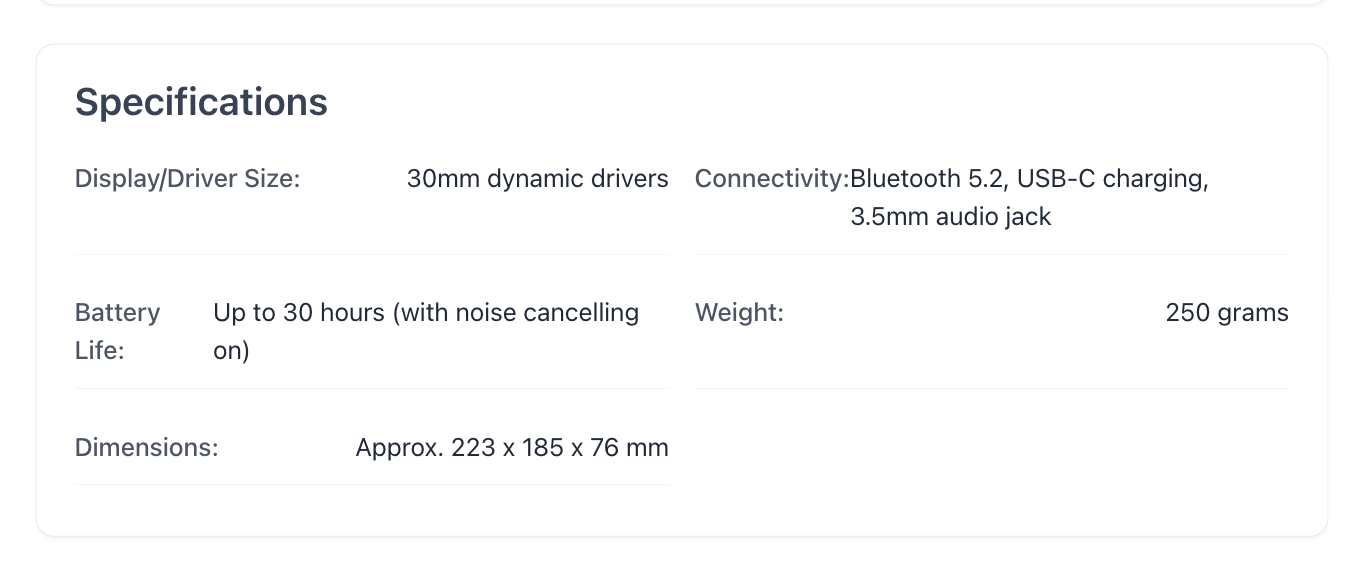 Specifications
Display/Driver Size: 30mm dynamic drivers
Connectivity: Bluetooth 5.2, USB-C charging,
3.5mm audio jack
Battery
Life:
Up to 30 hours (with noise cancelling
on)
Weight: 250 grams
Dimensions: Approx. 223 x 185 x 76 mm